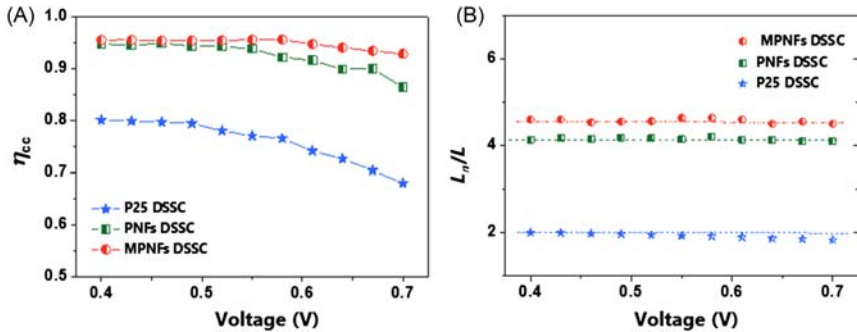 (A)
1.0
0.9
0.8
0.7
0.6
0.5
ηcc
P25 DSSC
PNFs DSSC
MPNFs DSSC
0.4
0.5
0.6
0.7
Voltage (V)
(B)
6
4
2
Ln/L
MPNFs DSSC
PNFs DSSC
P25 DSSC
0.4
0.5
0.6
0.7
Voltage (V)